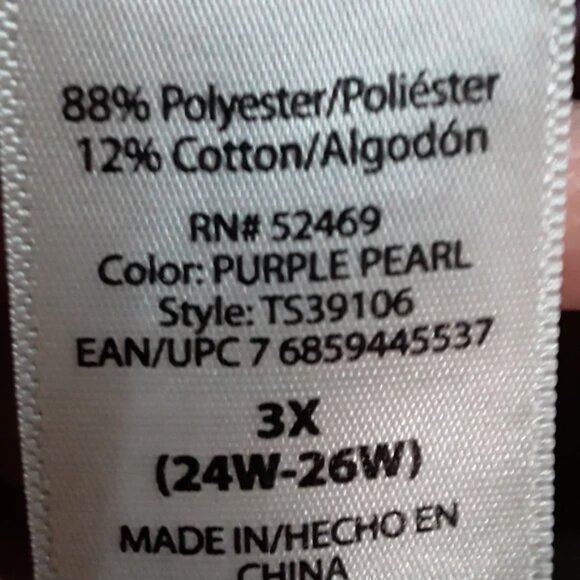 88% Polyester/Poliéster
12% Cotton/Algodón
RN# 52469
Color: PURPLE PEARL
Style: TS39106
EAN/UPC 7 6859445537
3X
(24W-26W)
MADE IN/HECHO EN
CHINA